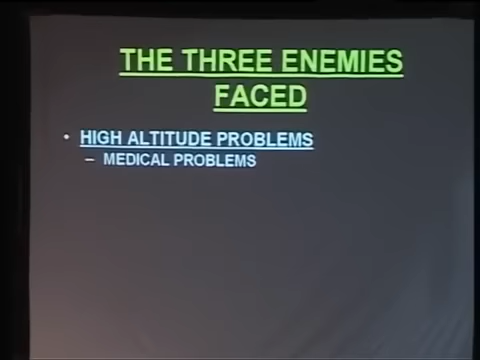 THE THREE ENEMIES
FACED
• HIGH ALTITUDE PROBLEMS
– MEDICAL PROBLEMS